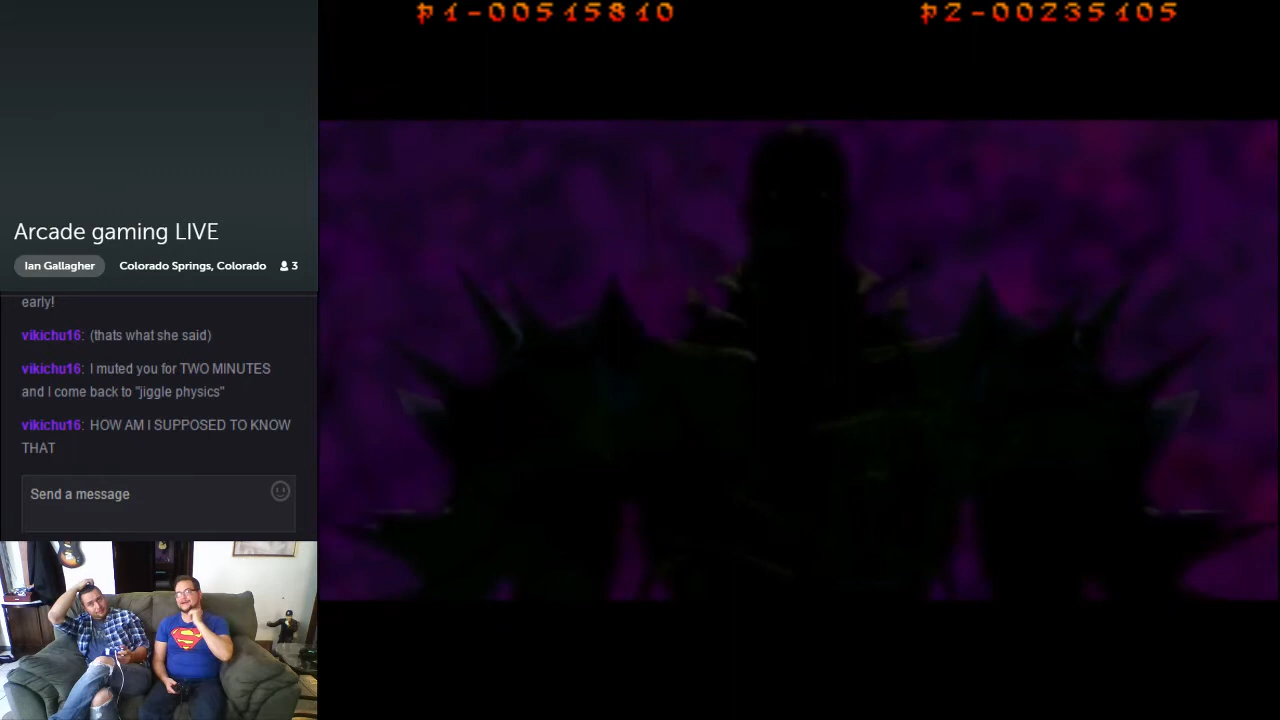 p1-00515810
p2-00235105
Arcade gaming LIVE
Ian Gallagher
Colorado Springs, Colorado
3
early!
vikichu16: (thats what she said)
vikichu16: I muted you for TWO MINUTES
and I come back to "jiggle physics"
vikichu16: HOW AM I SUPPOSED TO KNOW
THAT
Send a message
S